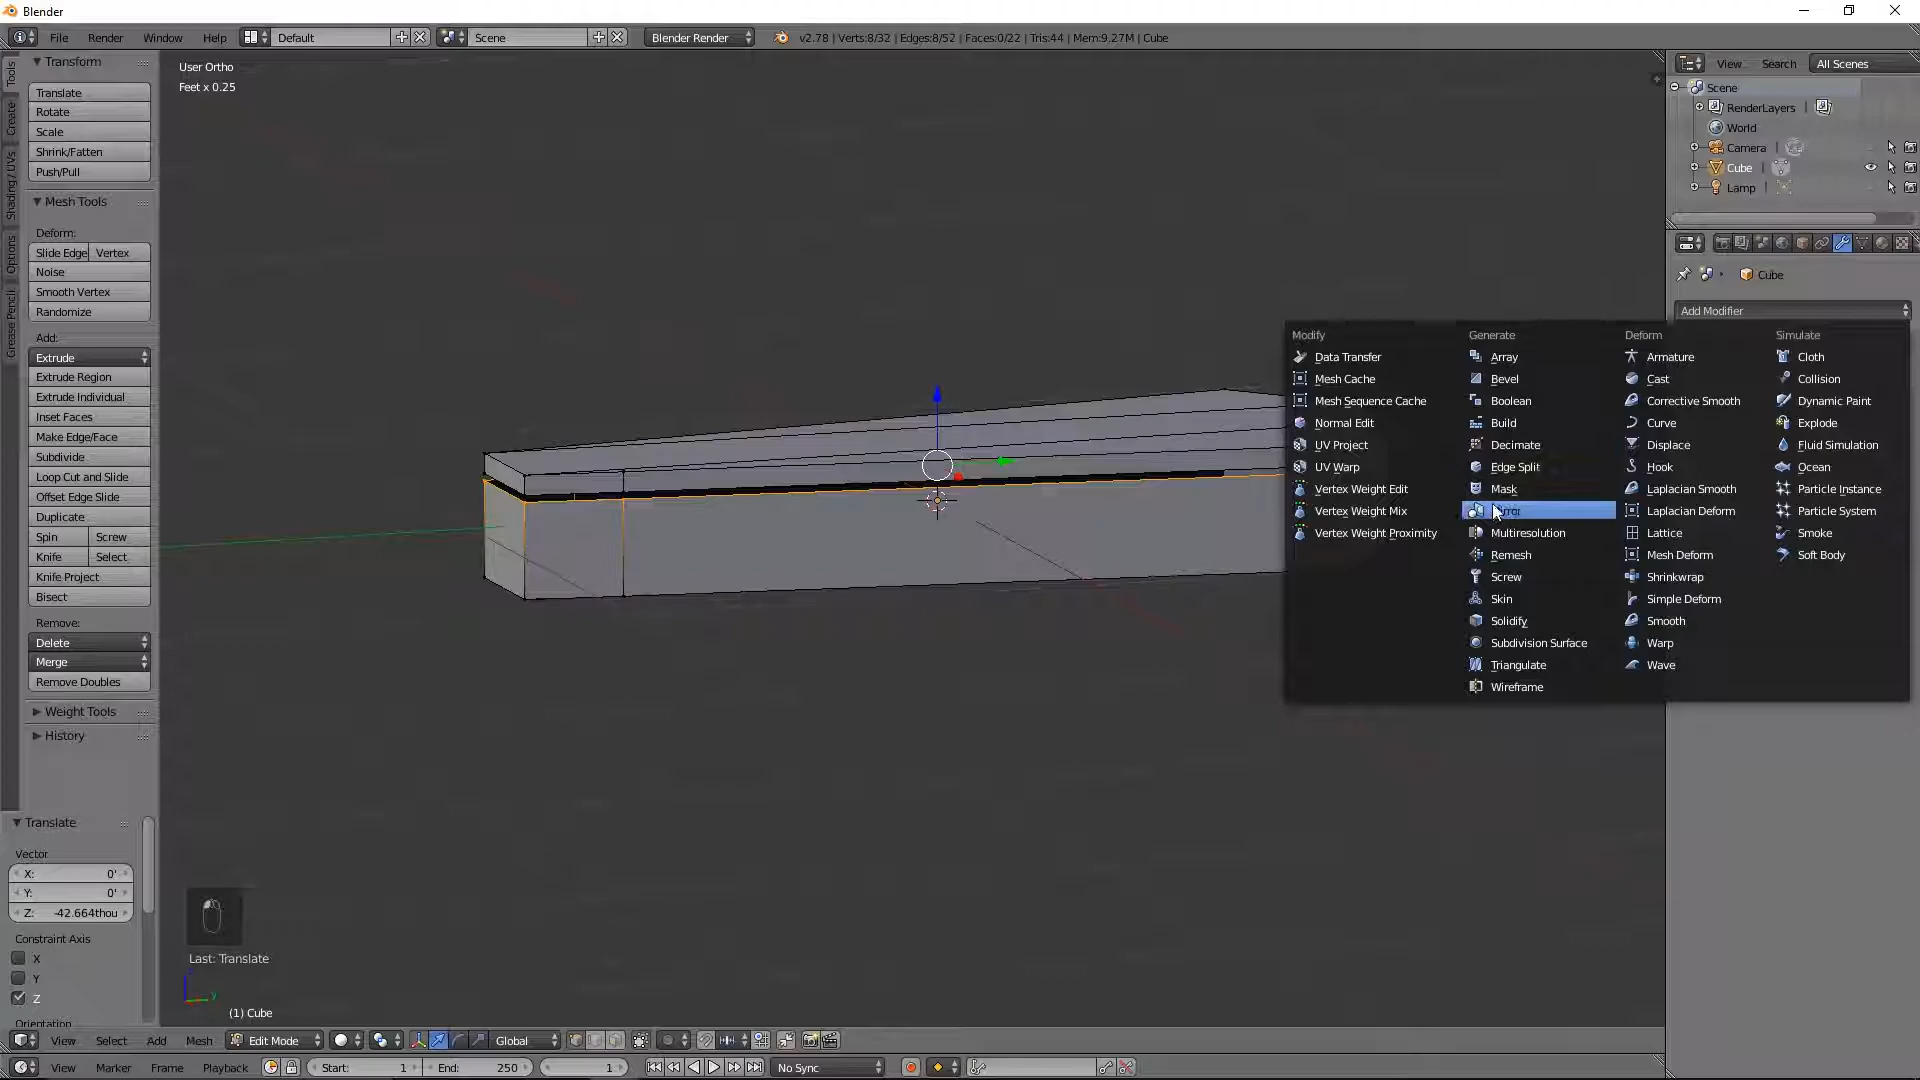 Blender
File Render Window Help Default Scene Blender Render v2.78 | Verts:8/32 | Edges:8/52 | Faces:0/22 | Tris:44 | Mem:9.27M | Cube
Tools
Create
Shading / UVs
Options
Grease Pencil
Transform
Translate
Rotate
Scale
Shrink/Fatten
Push/Pull
Mesh Tools
Deform:
Slide Edge Vertex
Noise
Smooth Vertex
Randomize
Add:
Extrude
Extrude Region
Extrude Individual
Inset Faces
Make Edge/Face
Subdivide
Loop Cut and Slide
Offset Edge Slide
Duplicate
Spin Screw
Knife Select
Knife Project
Bisect
Remove:
Delete
Merge
Remove Doubles
Weight Tools
History
Translate
Vector
X: 0'
Y: 0'
Z: -42.664thou
Constraint Axis
X
Y
Z
Orientation
User Ortho
Feet x 0.25
Last: Translate
y
(1) Cube
View Search All Scenes
Scene
RenderLayers
World
Camera
Cube
Lamp
Cube
Add Modifier
Modify
Data Transfer
Mesh Cache
Mesh Sequence Cache
Normal Edit
UV Project
UV Warp
Vertex Weight Edit
Vertex Weight Mix
Vertex Weight Proximity
Generate
Array
Bevel
Boolean
Build
Decimate
Edge Split
Mask
Multiresolution
Remesh
Screw
Skin
Solidify
Subdivision Surface
Triangulate
Wireframe
Deform
Armature
Cast
Corrective Smooth
Curve
Displace
Hook
Laplacian Smooth
Laplacian Deform
Lattice
Mesh Deform
Shrinkwrap
Simple Deform
Smooth
Warp
Wave
Simulate
Cloth
Collision
Dynamic Paint
Explode
Fluid Simulation
Ocean
Particle Instance
Particle System
Smoke
Soft Body
View Select Add Mesh Edit Mode Global
View Marker Frame Playback Start: 1 End: 250 1 No Sync